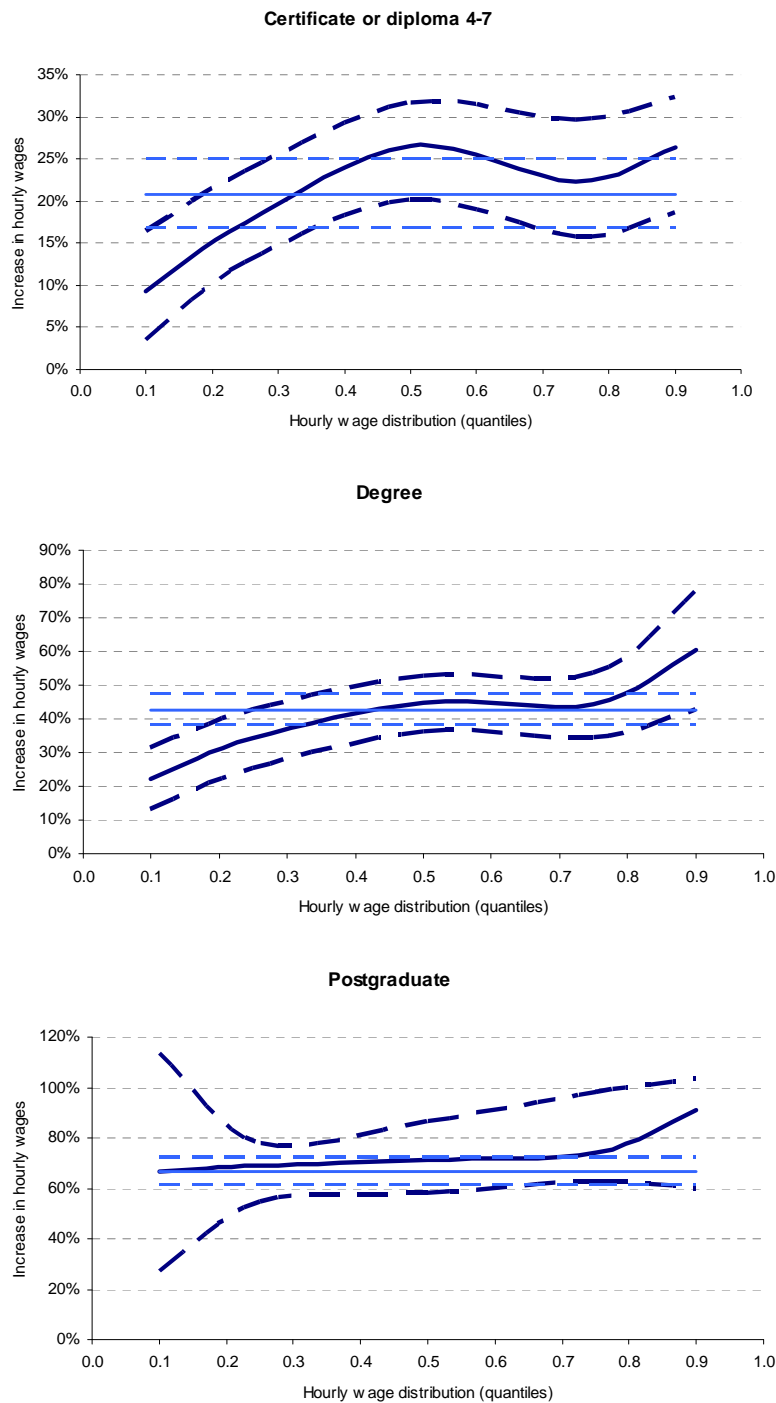 Certificate or diploma 4-7
35%
30%
25%
20%
15%
10%
5%
0%
Increase in hourly wages
0.0 0.1 0.2 0.3 0.4 0.5 0.6 0.7 0.8 0.9 1.0
Hourly wage distribution (quantiles)
Degree
90%
80%
70%
60%
50%
40%
30%
20%
10%
0%
Increase in hourly wages
0.0 0.1 0.2 0.3 0.4 0.5 0.6 0.7 0.8 0.9 1.0
Hourly wage distribution (quantiles)
Postgraduate
120%
100%
80%
60%
40%
20%
0%
Increase in hourly wages
0.0 0.1 0.2 0.3 0.4 0.5 0.6 0.7 0.8 0.9 1.0
Hourly wage distribution (quantiles)